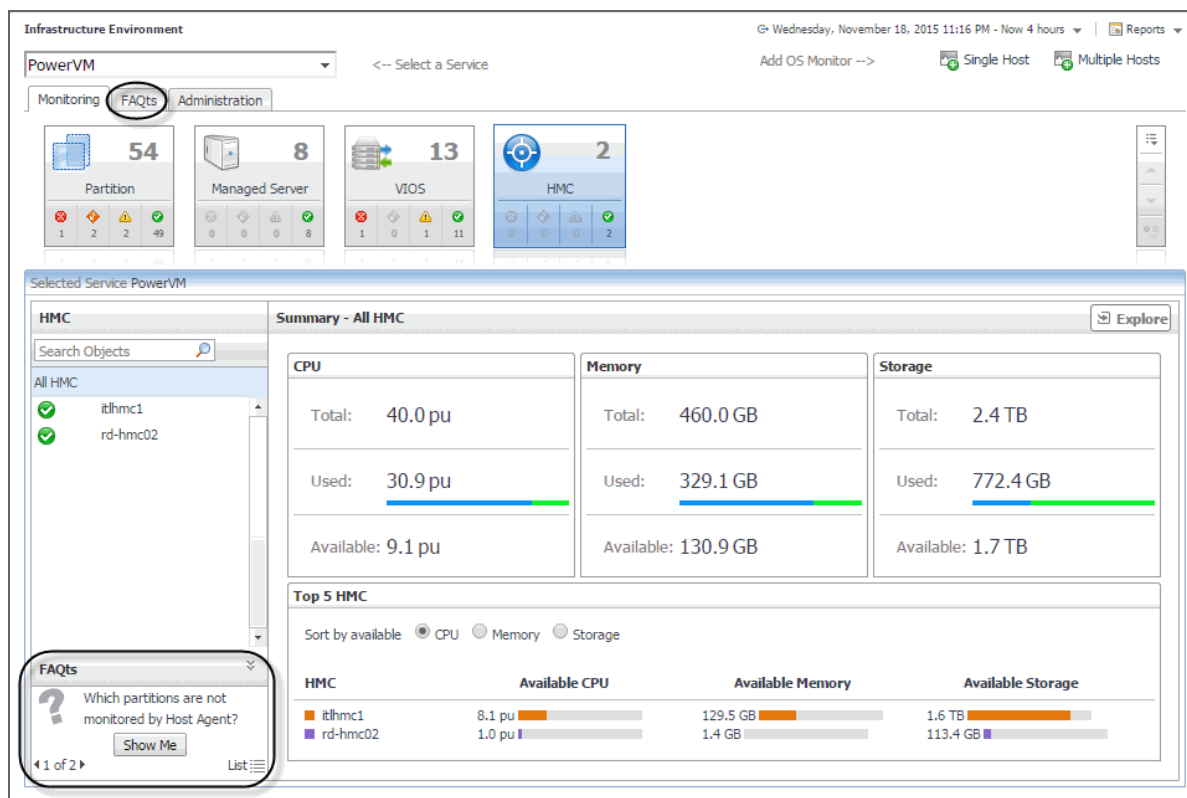 Infrastructure Environment
Wednesday, November 18, 2015 11:16 PM - Now 4 hours
Reports
PowerVM
<-- Select a Service
Add OS Monitor -->
Single Host
Multiple Hosts
Monitoring
FAQts
Administration
54
Partition
1 2 2 49
8
Managed Server
0 0 0 8
13
VIOS
1 0 1 11
2
HMC
0 0 0 2
Selected Service PowerVM
HMC
Search Objects
All HMC
itlhmc1
rd-hmc02
FAQts
? Which partitions are not
monitored by Host Agent?
Show Me
1 of 2
List
Summary - All HMC
Explore
CPU
Total: 40.0 pu
Used: 30.9 pu
Available: 9.1 pu
Memory
Total: 460.0 GB
Used: 329.1 GB
Available: 130.9 GB
Storage
Total: 2.4 TB
Used: 772.4 GB
Available: 1.7 TB
Top 5 HMC
Sort by available CPU Memory Storage
HMC Available CPU Available Memory Available Storage
itlhmc1 8.1 pu 129.5 GB 1.6 TB
rd-hmc02 1.0 pu 1.4 GB 113.4 GB